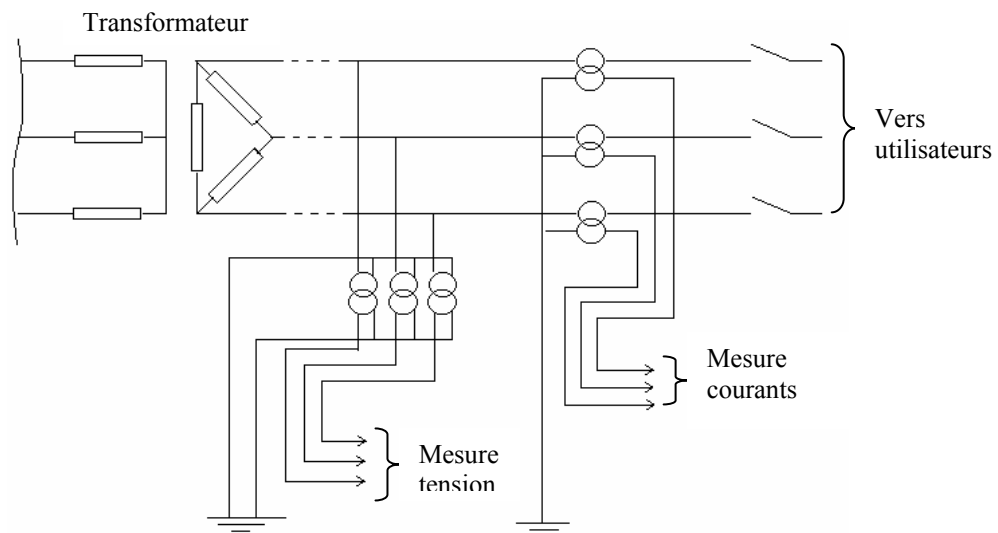 Transformateur
Vers
utilisateurs
Mesure
courants
Mesure
tension